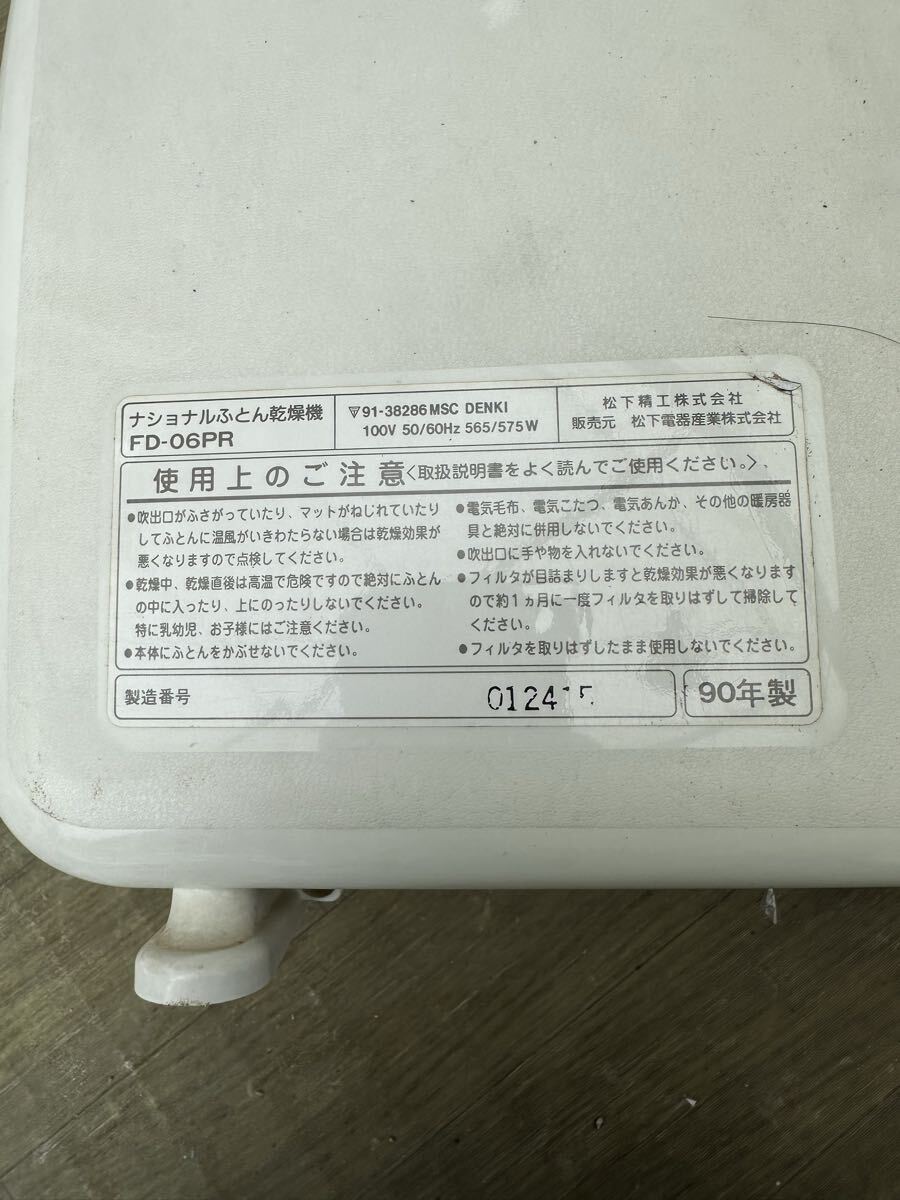 ナショナルふとん乾燥機
FD-06PR
▽91-38286 MSC DENKI
100V 50/60Hz 565/575W
松下精工株式会社
販売元 松下電器産業株式会社
使用上のご注意〈取扱説明書をよく読んでご使用ください。〉
●吹出口がふさがっていたり、マットがねじれていたり
してふとんに温風がいきわたらない場合は乾燥効果が
悪くなりますので点検してください。
●乾燥中、乾燥直後は高温で危険ですので絶対にふとん
の中に入ったり、上にのったりしないでください。
特に乳幼児、お子様にはご注意ください。
●本体にふとんをかぶせないでください。
●電気毛布、電気こたつ、電気あんか、その他の暖房器
具と絶対に併用しないでください。
●吹出口に手や物を入れないでください。
●フィルタが目詰まりしますと乾燥効果が悪くなります
ので約1ヵ月に一度フィルタを取りはずして掃除して
ください。
●フィルタを取りはずしたまま使用しないでください。
製造番号
012415
90年製